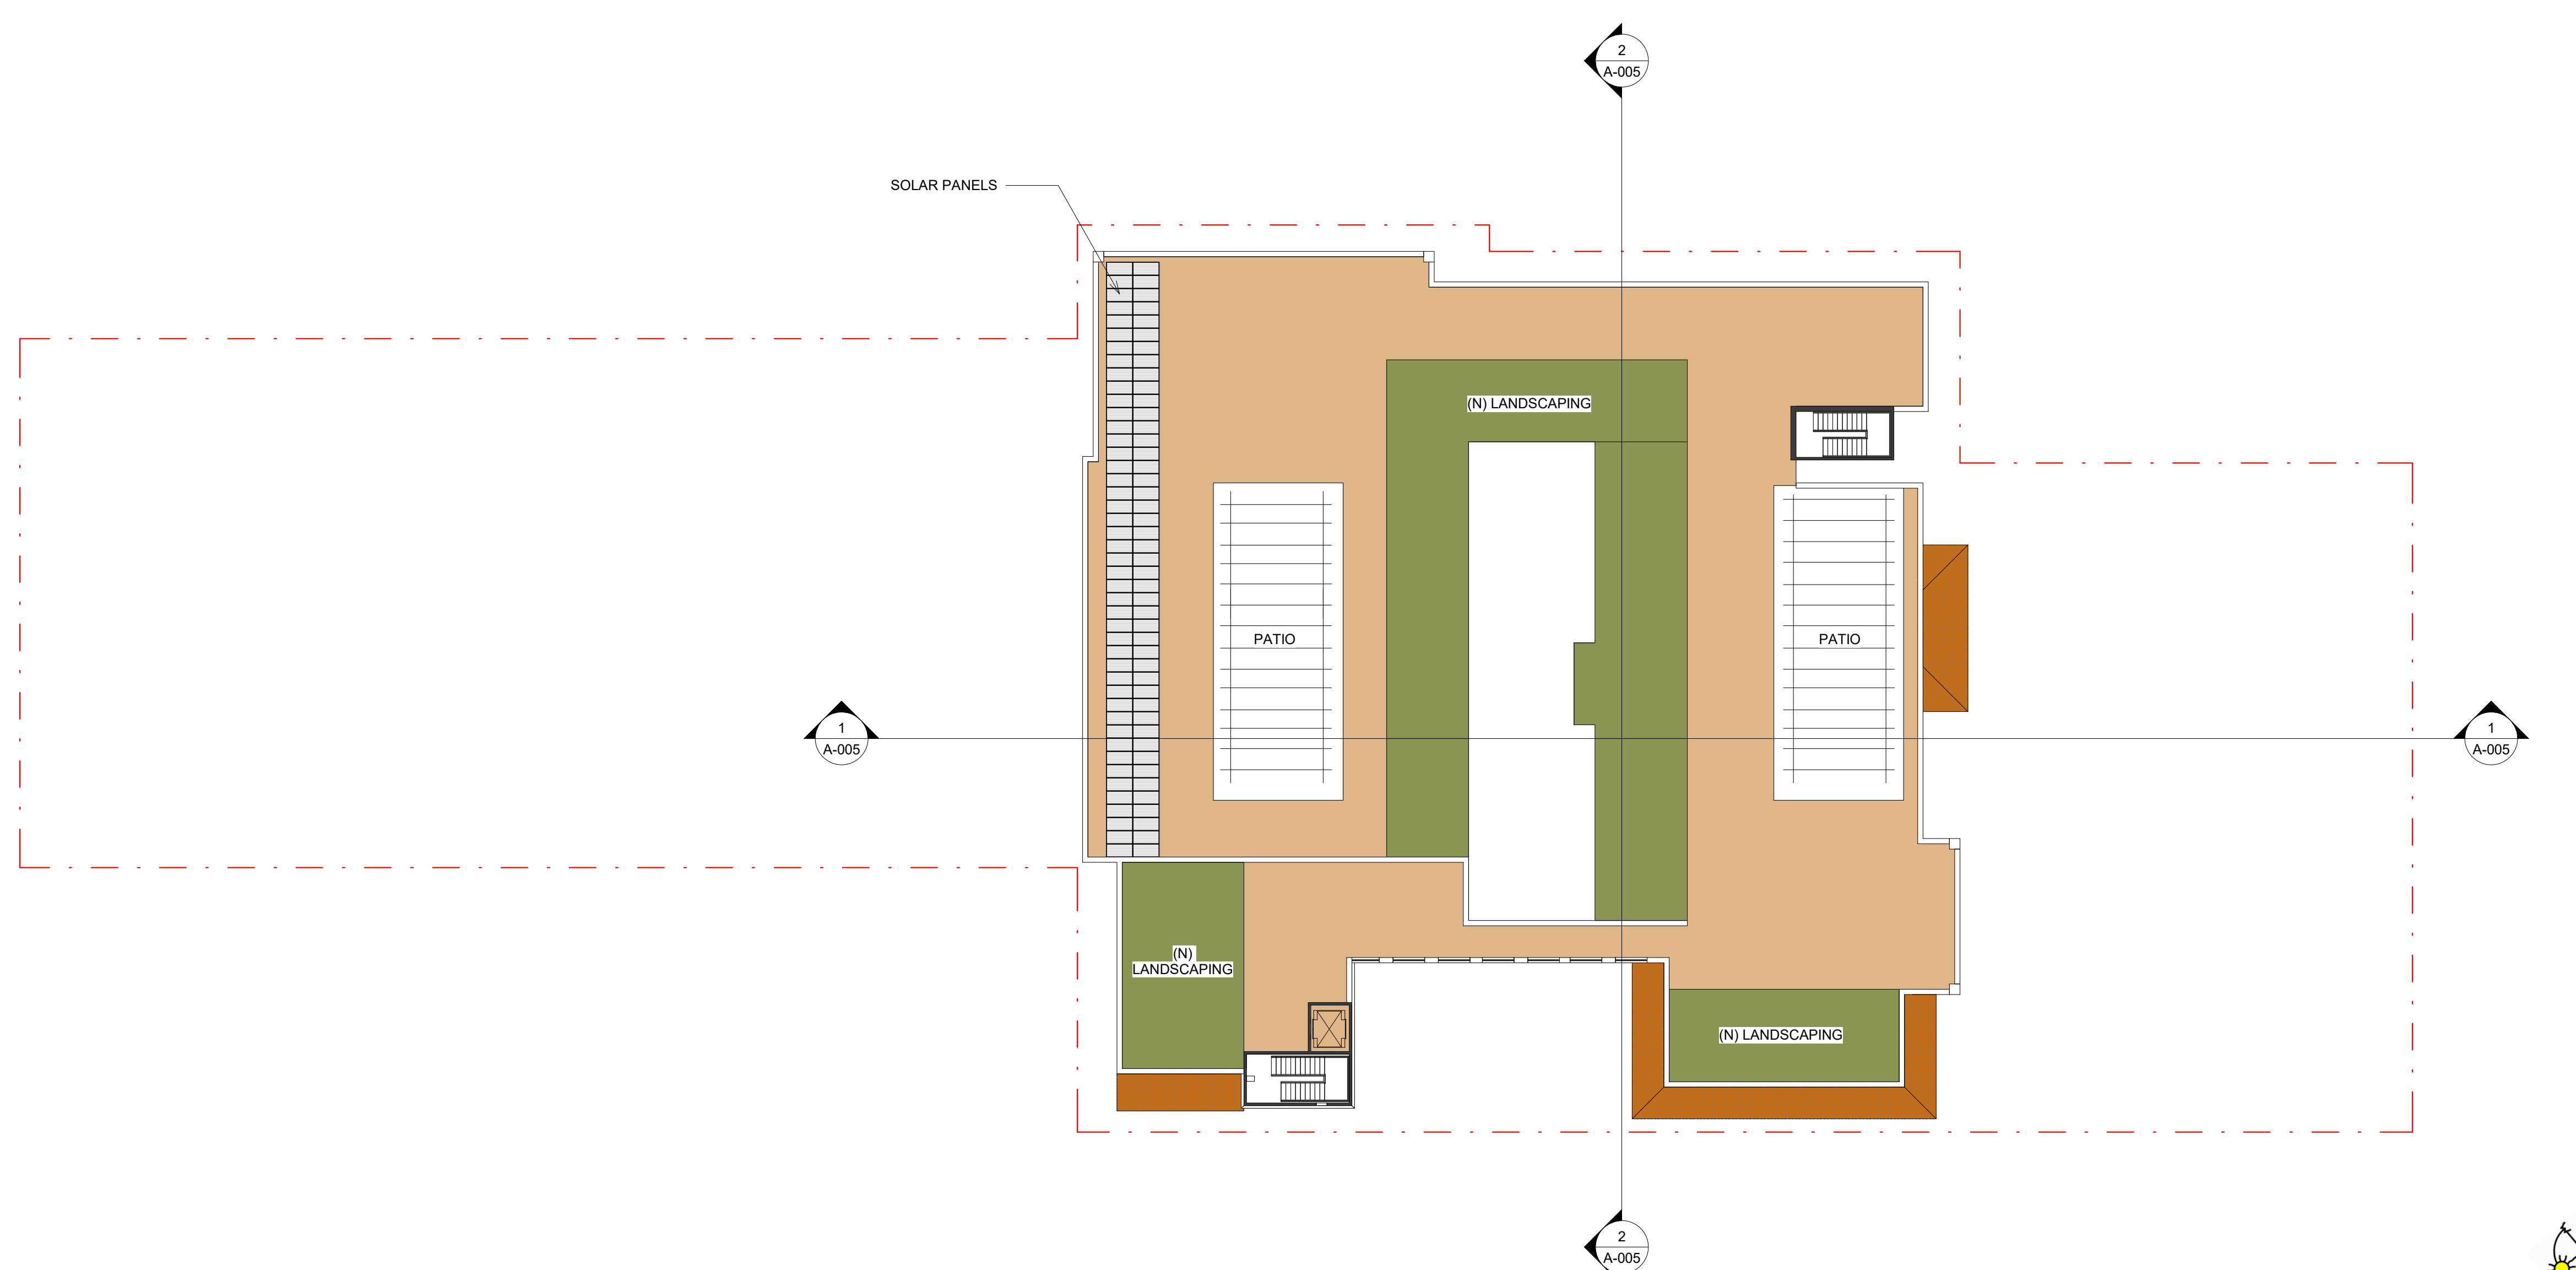 2
A-005
SOLAR PANELS
(N) LANDSCAPING
PATIO
PATIO
1
A-005
1
A-005
(N)
LANDSCAPING
(N) LANDSCAPING
2
A-005